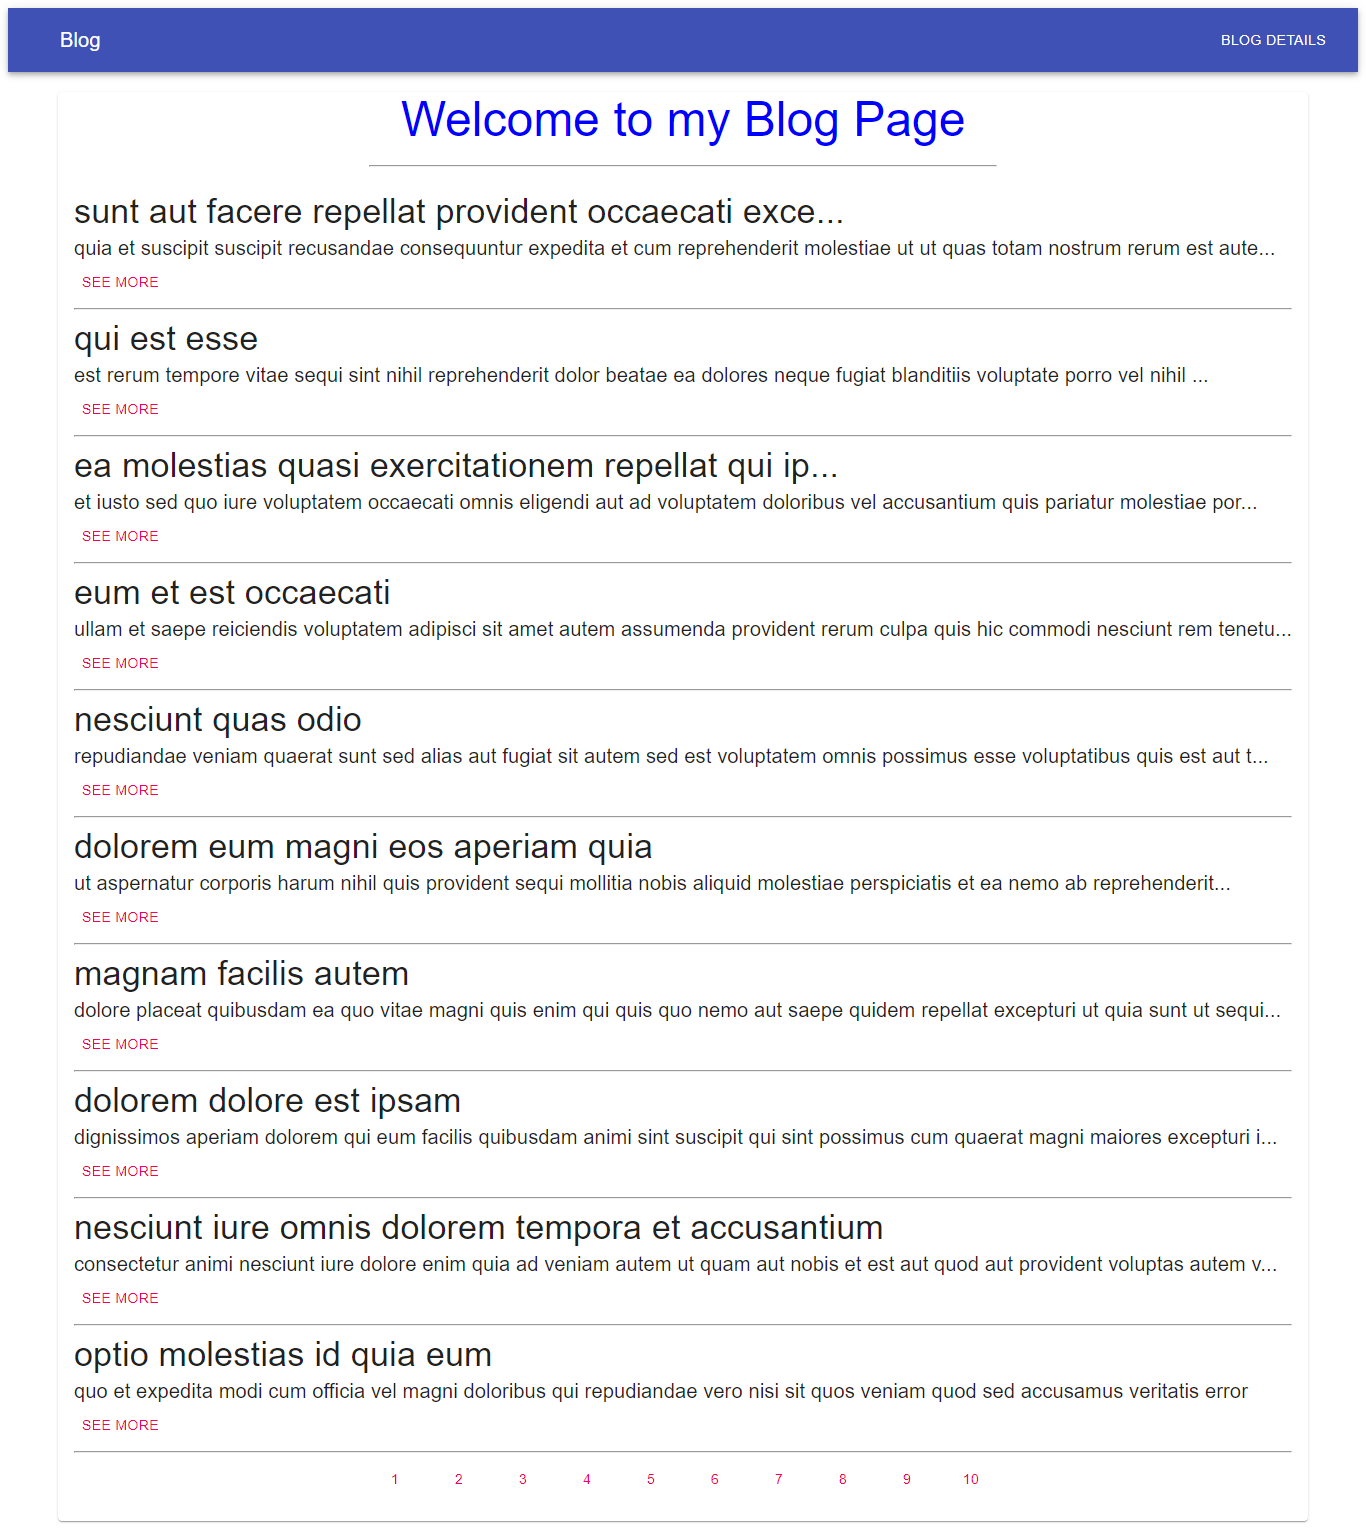 Blog
BLOG DETAILS
Welcome to my Blog Page
sunt aut facere repellat provident occaecati exce...
quia et suscipit suscipit recusandae consequuntur expedita et cum reprehenderit molestiae ut ut quas totam nostrum rerum est aute...
SEE MORE
qui est esse
est rerum tempore vitae sequi sint nihil reprehenderit dolor beatae ea dolores neque fugiat blanditiis voluptate porro vel nihil ...
SEE MORE
ea molestias quasi exercitationem repellat qui ip...
et iusto sed quo iure voluptatem occaecati omnis eligendi aut ad voluptatem doloribus vel accusantium quis pariatur molestiae por...
SEE MORE
eum et est occaecati
ullam et saepe reiciendis voluptatem adipisci sit amet autem assumenda provident rerum culpa quis hic commodi nesciunt rem tenetu...
SEE MORE
nesciunt quas odio
repudiandae veniam quaerat sunt sed alias aut fugiat sit autem sed est voluptatem omnis possimus esse voluptatibus quis est aut t...
SEE MORE
dolorem eum magni eos aperiam quia
ut aspernatur corporis harum nihil quis provident sequi mollitia nobis aliquid molestiae perspiciatis et ea nemo ab reprehenderit...
SEE MORE
magnam facilis autem
dolore placeat quibusdam ea quo vitae magni quis enim qui quis quo nemo aut saepe quidem repellat excepturi ut quia sunt ut sequi...
SEE MORE
dolorem dolore est ipsam
dignissimos aperiam dolorem qui eum facilis quibusdam animi sint suscipit qui sint possimus cum quaerat magni maiores excepturi i...
SEE MORE
nesciunt iure omnis dolorem tempora et accusantium
consectetur animi nesciunt iure dolore enim quia ad veniam autem ut quam aut nobis et est aut quod aut provident voluptas autem v...
SEE MORE
optio molestias id quia eum
quo et expedita modi cum officia vel magni doloribus qui repudiandae vero nisi sit quos veniam quod sed accusamus veritatis error
SEE MORE
1 2 3 4 5 6 7 8 9 10